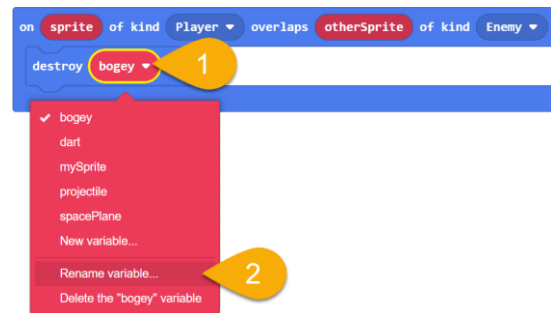 on sprite of kind Player overlaps otherSprite of kind Enemy
destroy bogey
1
bogey
dart
mySprite
projectile
spacePlane
New variable...
Rename variable...
2
Delete the "bogey" variable